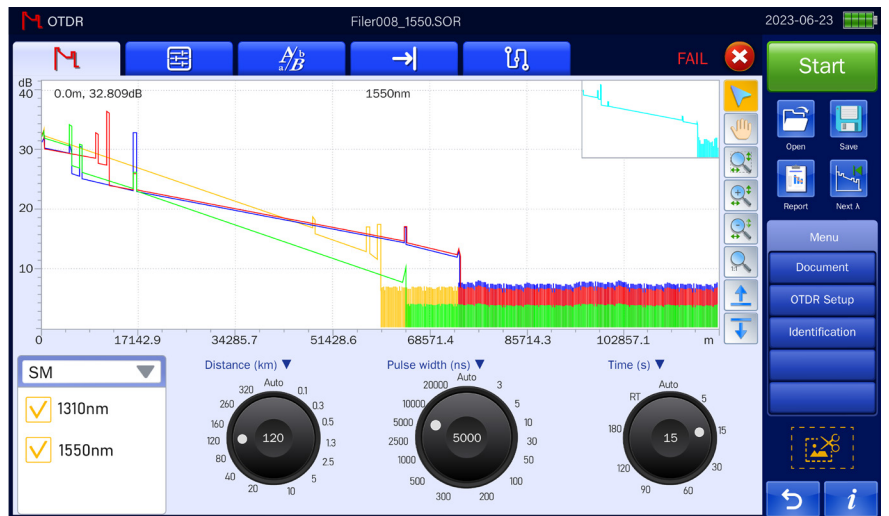 OTDR
Filer008_1550.SOR
2023-06-23
FAIL
Start
dB
40
0.0m, 32.809dB
1550nm
30
20
10
0
17142.9
34285.7
51428.6
68571.4
85714.3
102857.1
m
1:1
Open
Save
Report
Next λ
Menu
Document
OTDR Setup
Identification
SM
1310nm
1550nm
Distance (km) ▼
Auto
0.1
0.3
0.5
1.3
2.5
5
10
20
40
80
120
160
260
320
120
Pulse width (ns) ▼
Auto
3
5
10
30
50
100
200
300
500
1000
2500
5000
10000
20000
5000
Time (s) ▼
Auto
5
15
30
60
90
120
180
RT
15
A/B
a/b
i